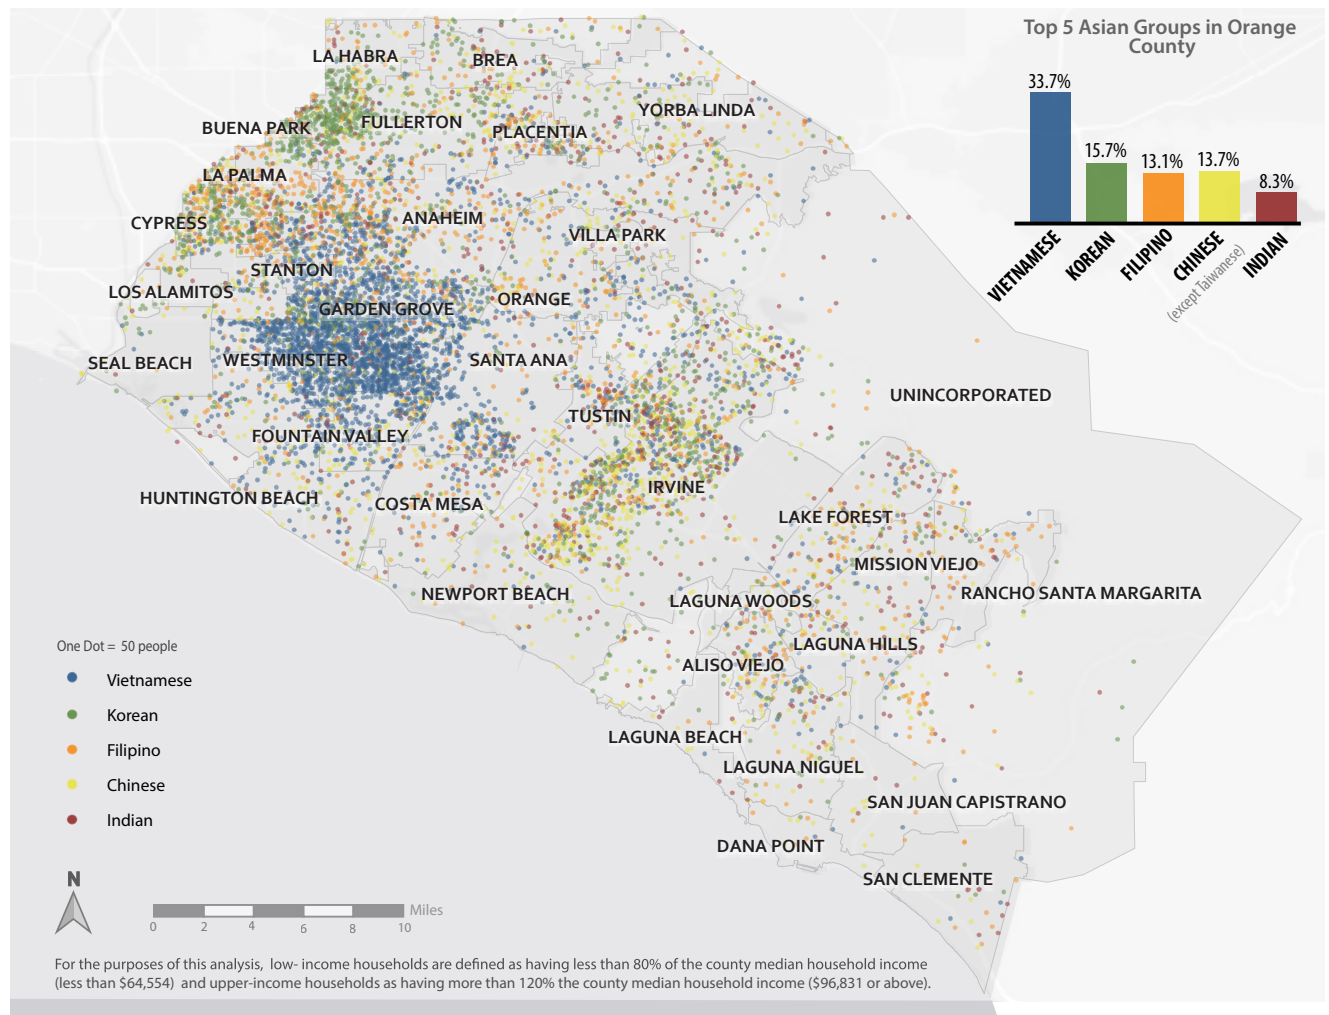 Top 5 Asian Groups in Orange
County
33.7%
15.7%
13.1%
13.7%
8.3%
VIETNAMESE
KOREAN
FILIPINO
CHINESE
(except Taiwanese)
INDIAN
LA HABRA
BREA
YORBA LINDA
BUENA PARK
FULLERTON
PLACENTIA
LA PALMA
CYPRESS
ANAHEIM
VILLA PARK
STANTON
LOS ALAMITOS
GARDEN GROVE
ORANGE
SEAL BEACH
WESTMINSTER
SANTA ANA
UNINCORPORATED
TUSTIN
FOUNTAIN VALLEY
IRVINE
HUNTINGTON BEACH
COSTA MESA
LAKE FOREST
MISSION VIEJO
NEWPORT BEACH
LAGUNA WOODS
RANCHO SANTA MARGARITA
LAGUNA HILLS
ALISO VIEJO
LAGUNA BEACH
LAGUNA NIGUEL
SAN JUAN CAPISTRANO
DANA POINT
SAN CLEMENTE
One Dot = 50 people
Vietnamese
Korean
Filipino
Chinese
Indian
N
Miles
0 2 4 6 8 10
For the purposes of this analysis, low- income households are defined as having less than 80% of the county median household income
(less than $64,554) and upper-income households as having more than 120% the county median household income ($96,831 or above).